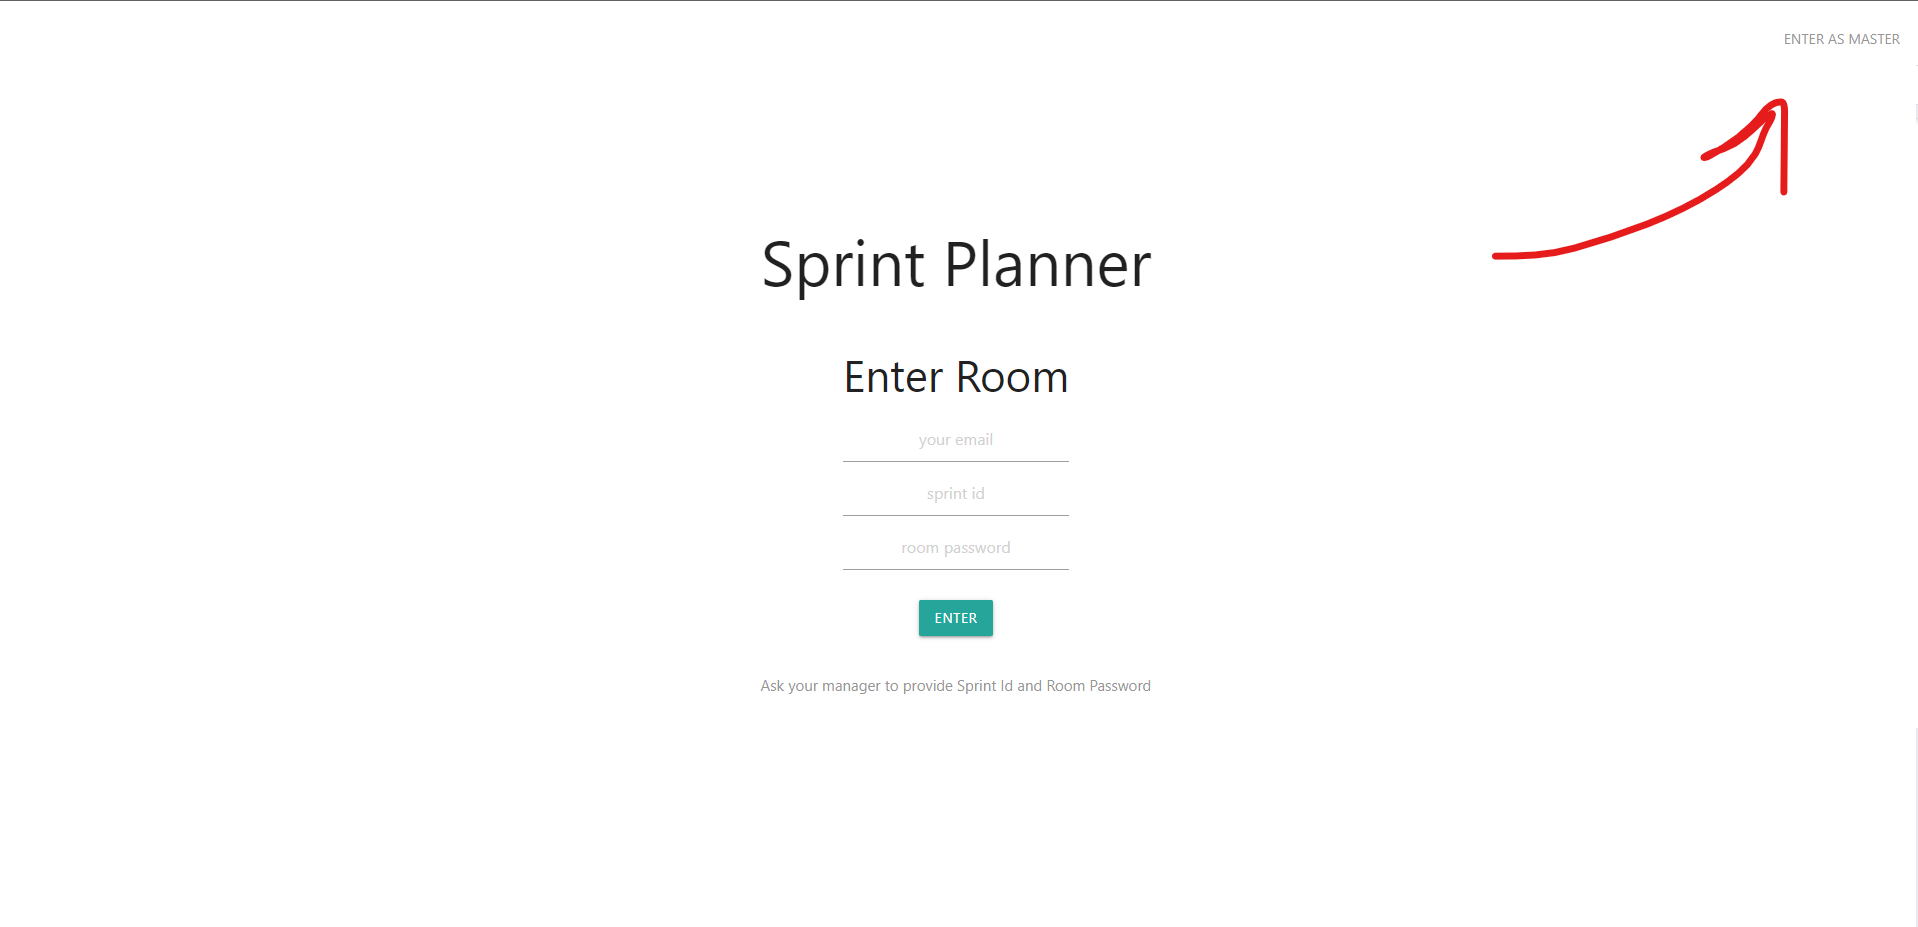 ENTER AS MASTER
Sprint Planner
Enter Room
your email
sprint id
room password
ENTER
Ask your manager to provide Sprint Id and Room Password